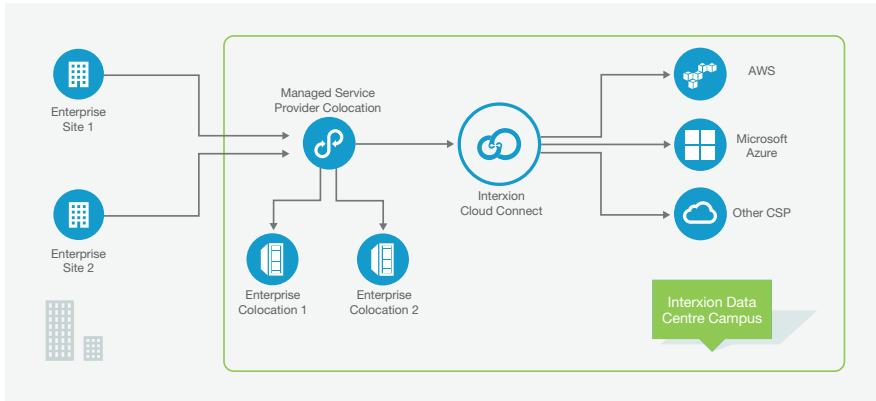 Enterprise
Site 1
Enterprise
Site 2
Managed Service
Provider Colocation
Enterprise
Colocation 1
Enterprise
Colocation 2
Interxion
Cloud Connect
AWS
Microsoft
Azure
Other CSP
Interxion Data
Centre Campus